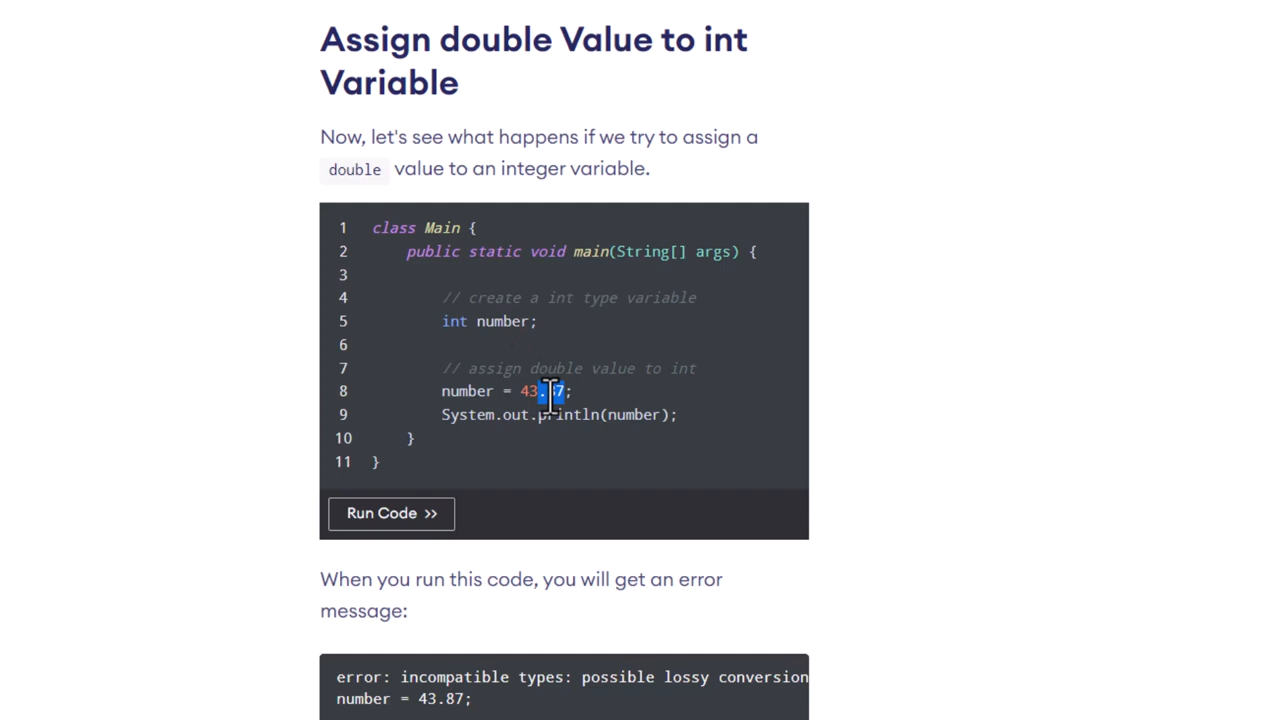 Assign double Value to int
Variable
Now, let's see what happens if we try to assign a
double value to an integer variable.
1 class Main {
2 public static void main(String[] args) {
3
4 // create a int type variable
5 int number;
6
7 // assign double value to int
8 number = 43.87;
9 System.out.println(number);
10 }
11 }
Run Code >>
When you run this code, you will get an error
message:
error: incompatible types: possible lossy conversion
number = 43.87;